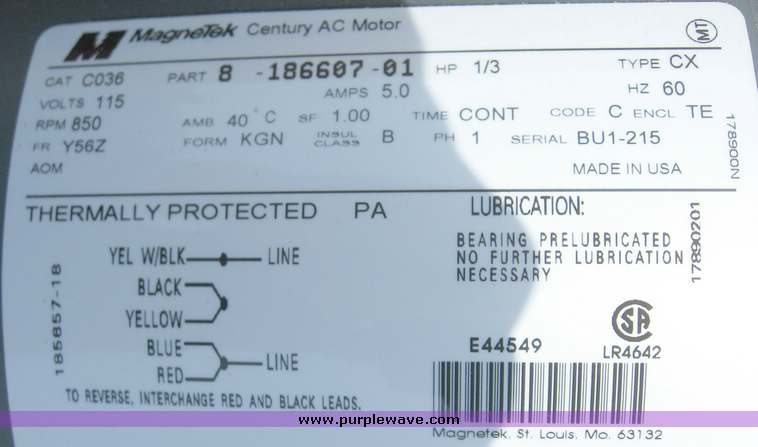 M MagneTek Century AC Motor MT
CAT C036 PART 8 -186607-01 HP 1/3 TYPE CX
VOLTS 115 AMPS 5.0 HZ 60
RPM 850 AMB 40°C SF 1.00 TIME CONT CODE C ENCL TE
FR Y56Z FORM KGN INSUL CLASS B PH 1 SERIAL BU1-215
AOM MADE IN USA
178900N
THERMALLY PROTECTED PA
LUBRICATION:
BEARING PRELUBRICATED
NO FURTHER LUBRICATION
NECESSARY
17890201
YEL W/BLK LINE
BLACK
YELLOW
BLUE
LINE
RED
TO REVERSE, INTERCHANGE RED AND BLACK LEADS.
185857-18
E44549
SA
LR4642
www.purplewave.com
Magnetek, St. Louis, Mo. 63132